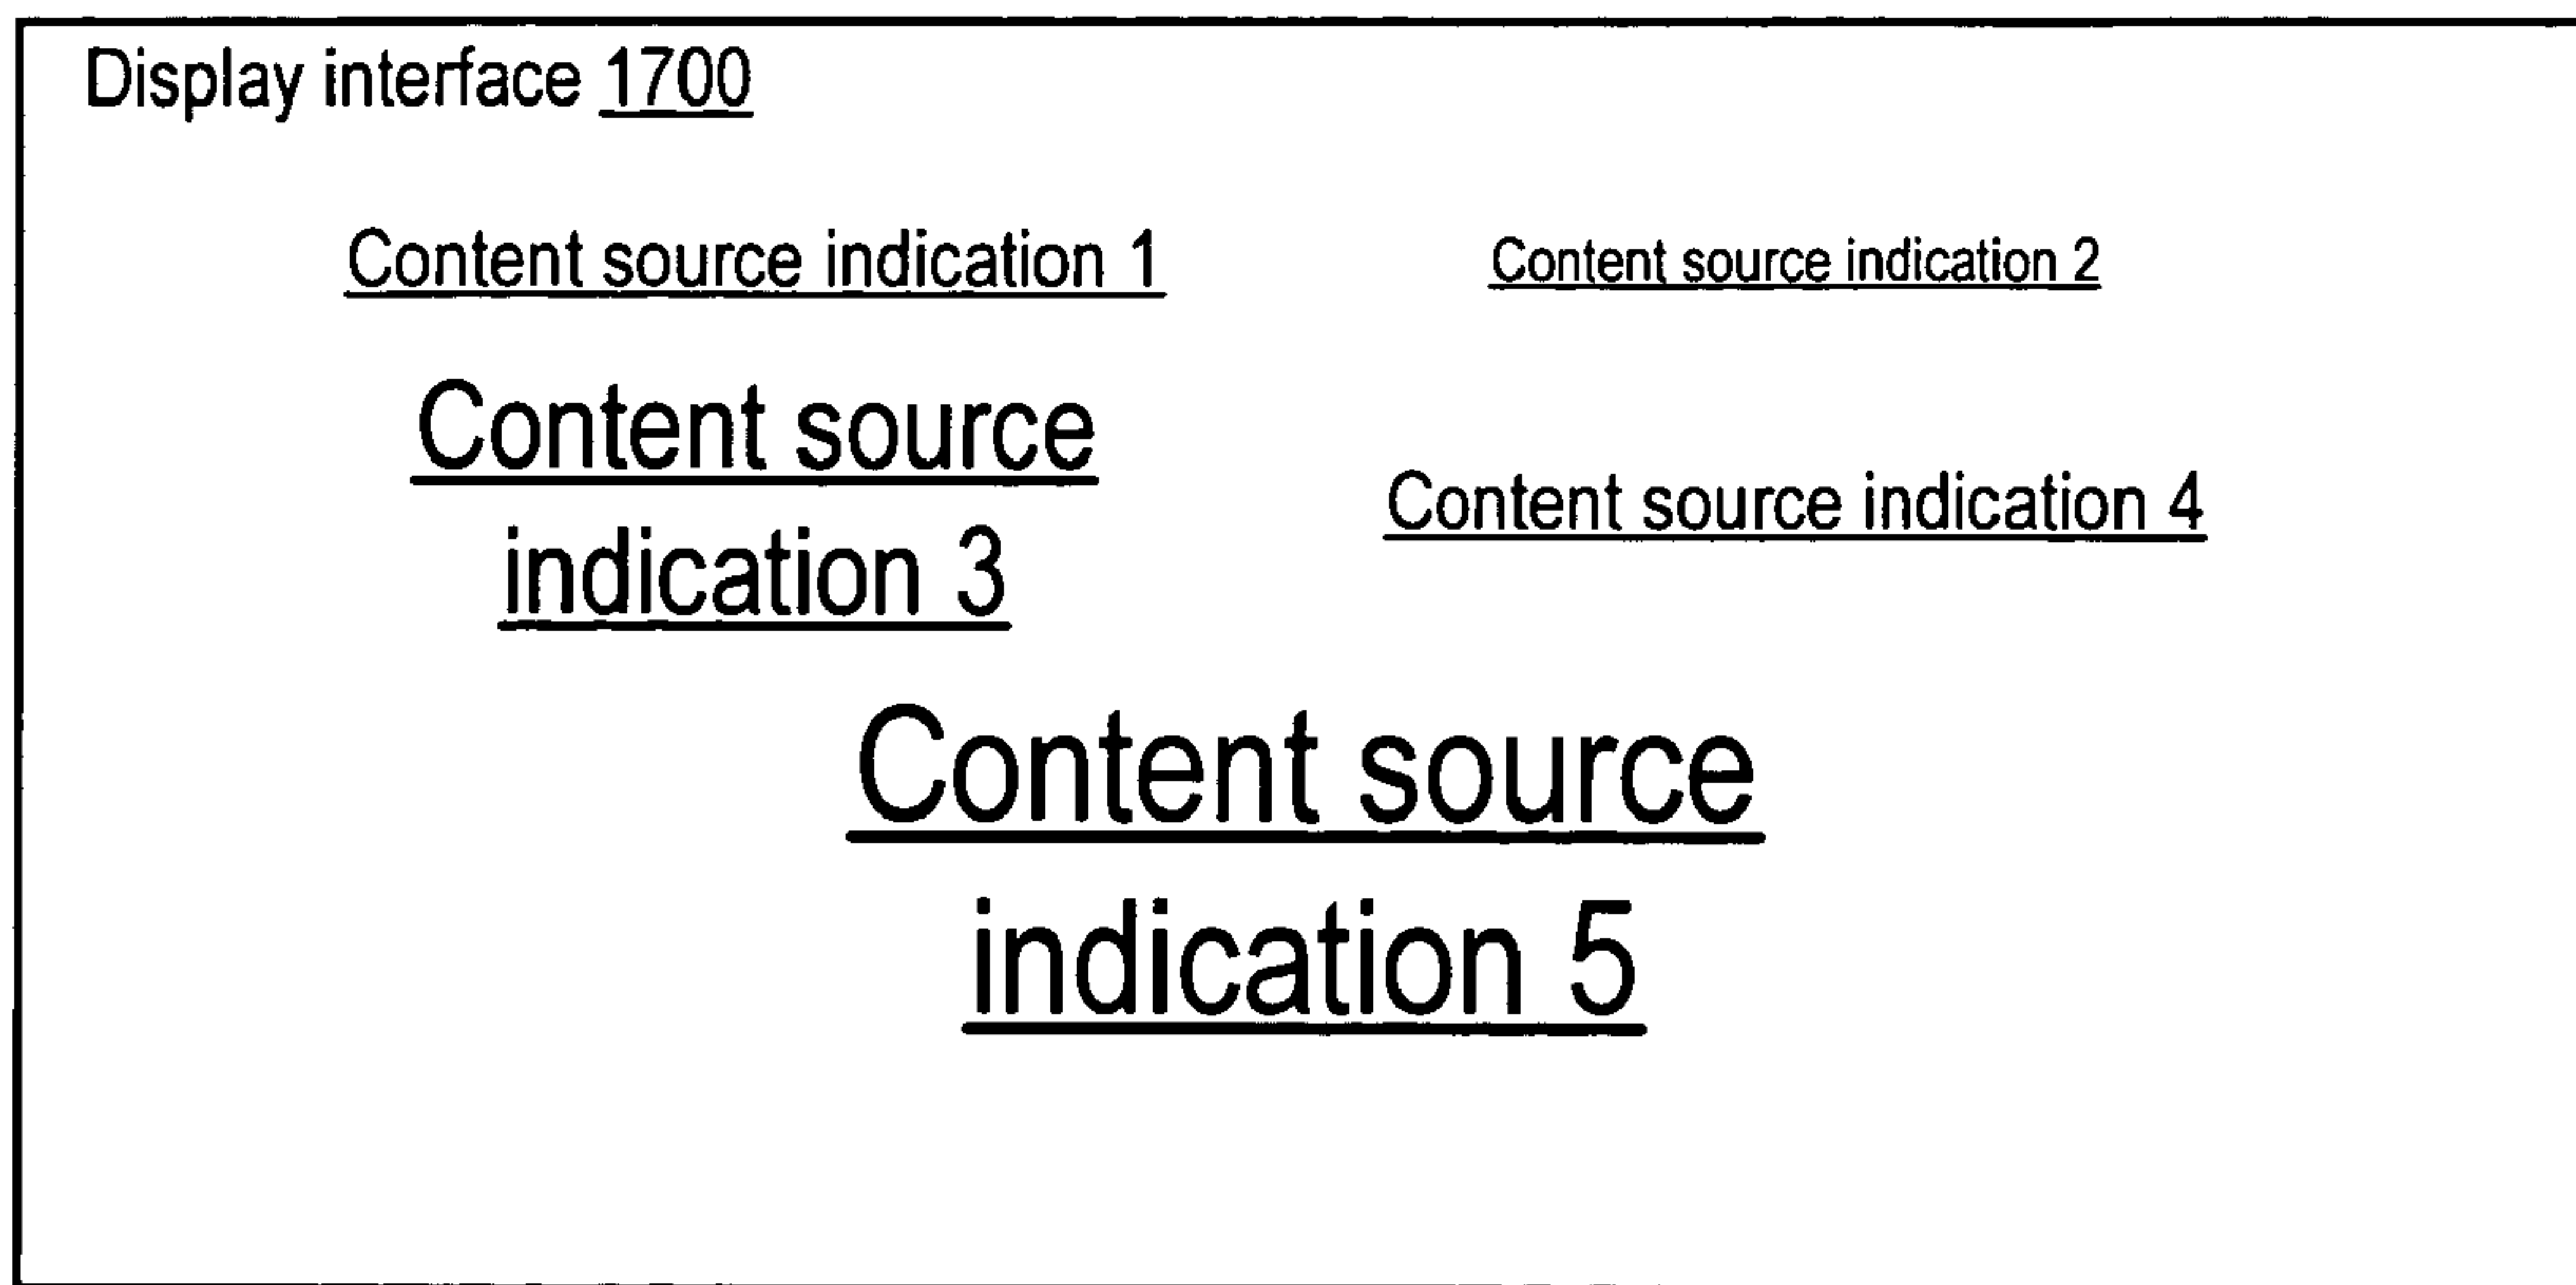 Display interface 1700
Content source indication 1
Content source indication 2
Content source
indication 3
Content source indication 4
Content source
indication 5